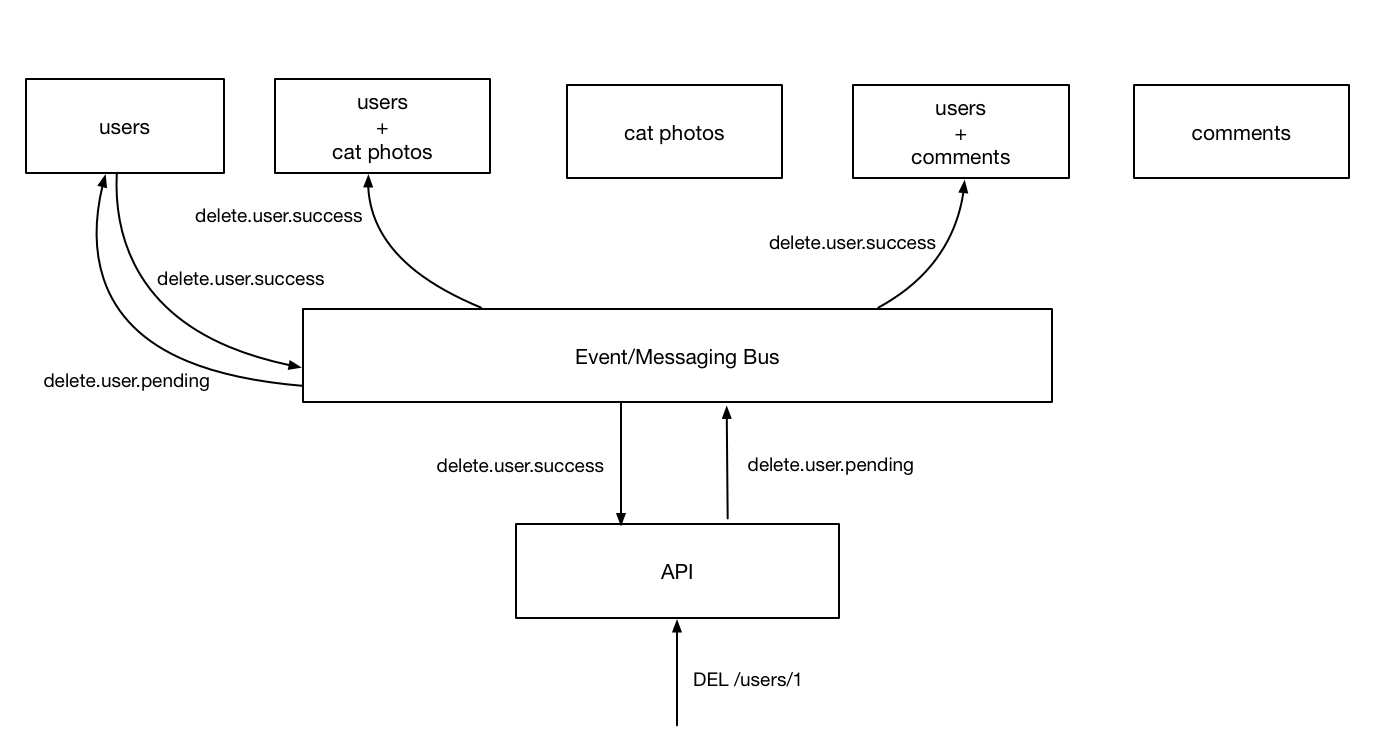 users
users
+
cat photos
cat photos
users
+
comments
comments
delete.user.success
delete.user.success
delete.user.success
delete.user.pending
Event/Messaging Bus
delete.user.success
delete.user.pending
API
DEL /users/1